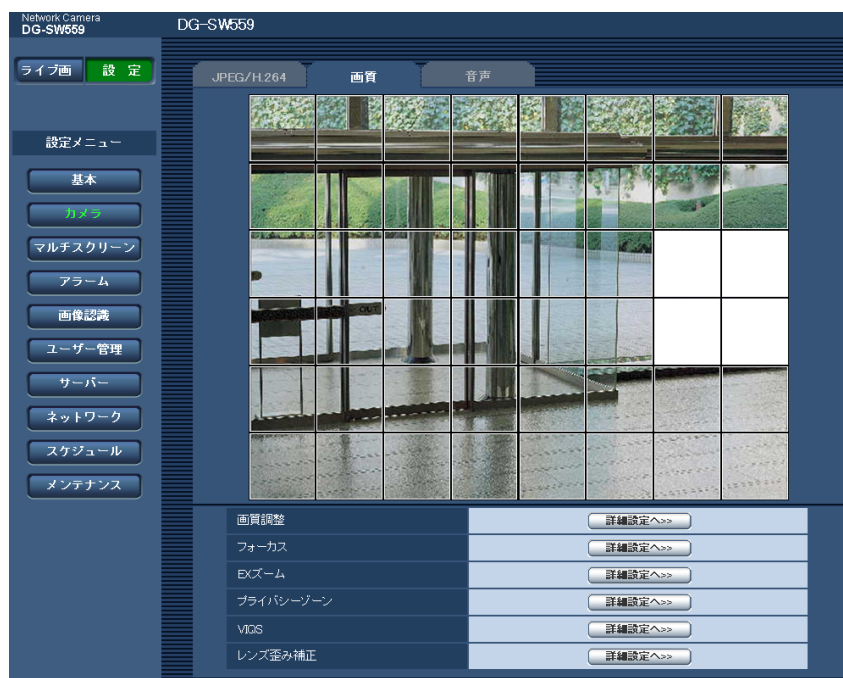 Network Camera
DG-SW559
DG-SW559
ライブ画
設 定
JPEG/H.264
画質
音声
設定メニュー
基本
カメラ
マルチスクリーン
アラーム
画像認識
ユーザー管理
サーバー
ネットワーク
スケジュール
メンテナンス
OUT
画質調整
詳細設定へ>>
フォーカス
詳細設定へ>>
EXズーム
詳細設定へ>>
プライバシーゾーン
詳細設定へ>>
VIQS
詳細設定へ>>
レンズ歪み補正
詳細設定へ>>